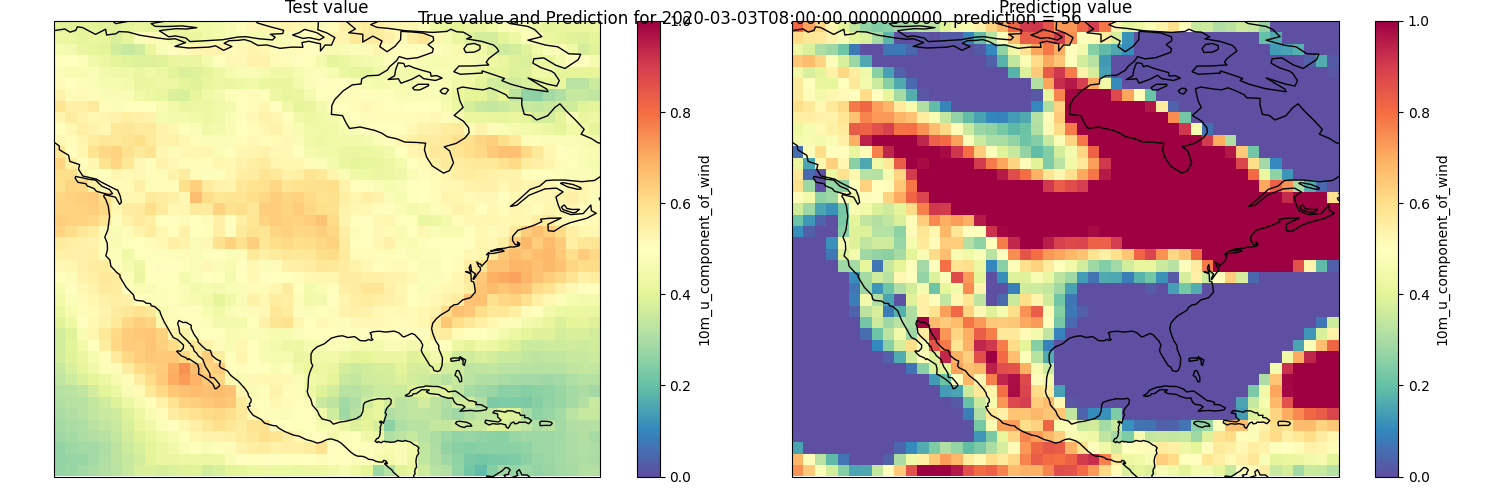 Test value
Prediction value
True value and Prediction for 2020-03-03T08:00:00.000000000, prediction = 56
1.0
0.8
0.6
0.4
0.2
0.0
10m_u_component_of_wind
1.0
0.8
0.6
0.4
0.2
0.0
10m_u_component_of_wind